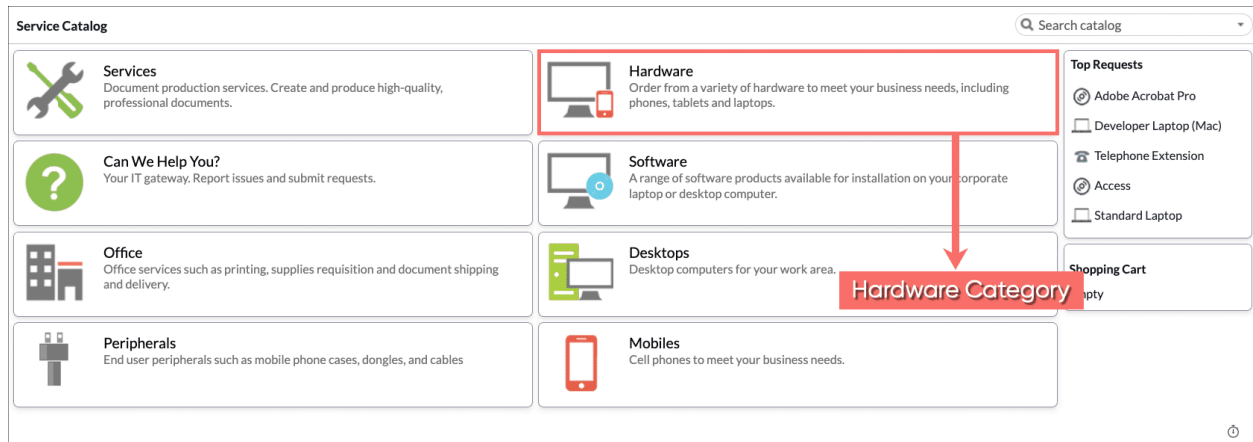 Service Catalog
Search catalog
Services
Document production services. Create and produce high-quality,
professional documents.
Hardware
Order from a variety of hardware to meet your business needs, including
phones, tablets and laptops.
Can We Help You?
Your IT gateway. Report issues and submit requests.
Software
A range of software products available for installation on your corporate
laptop or desktop computer.
Office
Office services such as printing, supplies requisition and document shipping
and delivery.
Desktops
Desktop computers for your work area.
Hardware Category
Peripherals
End user peripherals such as mobile phone cases, dongles, and cables
Mobiles
Cell phones to meet your business needs.
Top Requests
Adobe Acrobat Pro
Developer Laptop (Mac)
Telephone Extension
Access
Standard Laptop
Shopping Cart